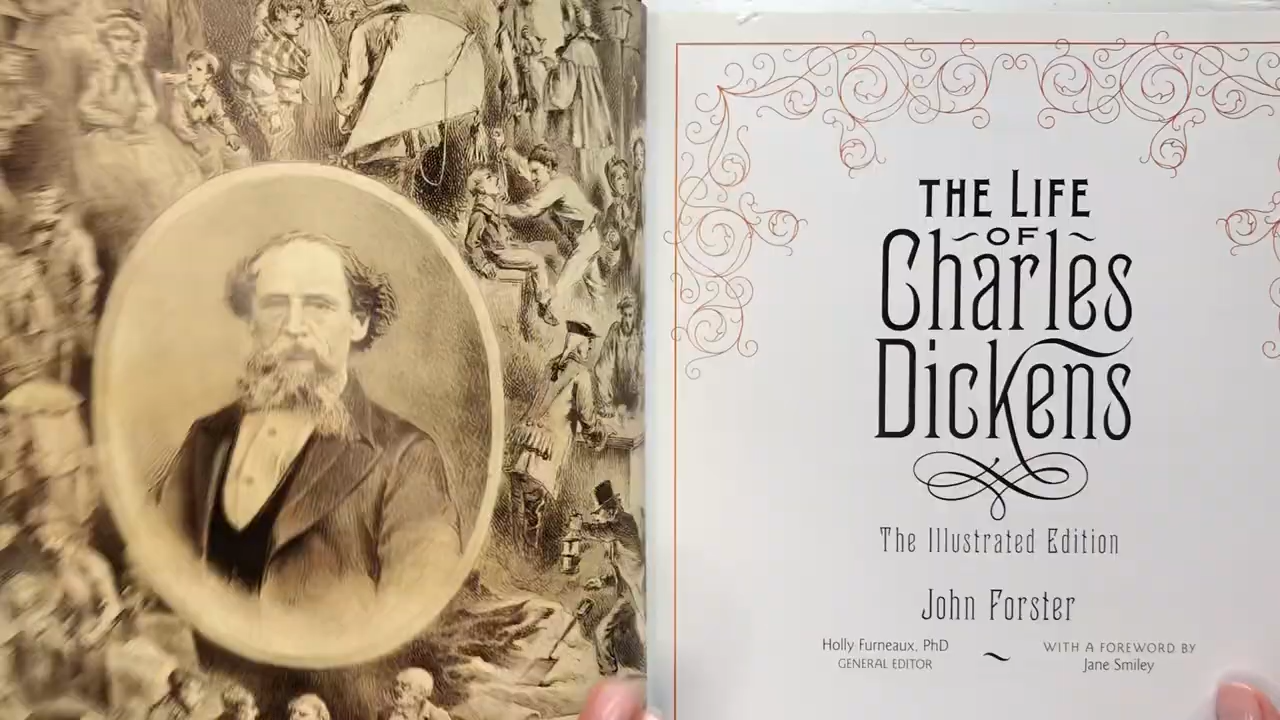 THE LIFE
OF
Charles
Dickens
The Illustrated Edition
John Forster
Holly Furneaux, PhD
GENERAL EDITOR
WITH A FOREWORD BY
Jane Smiley